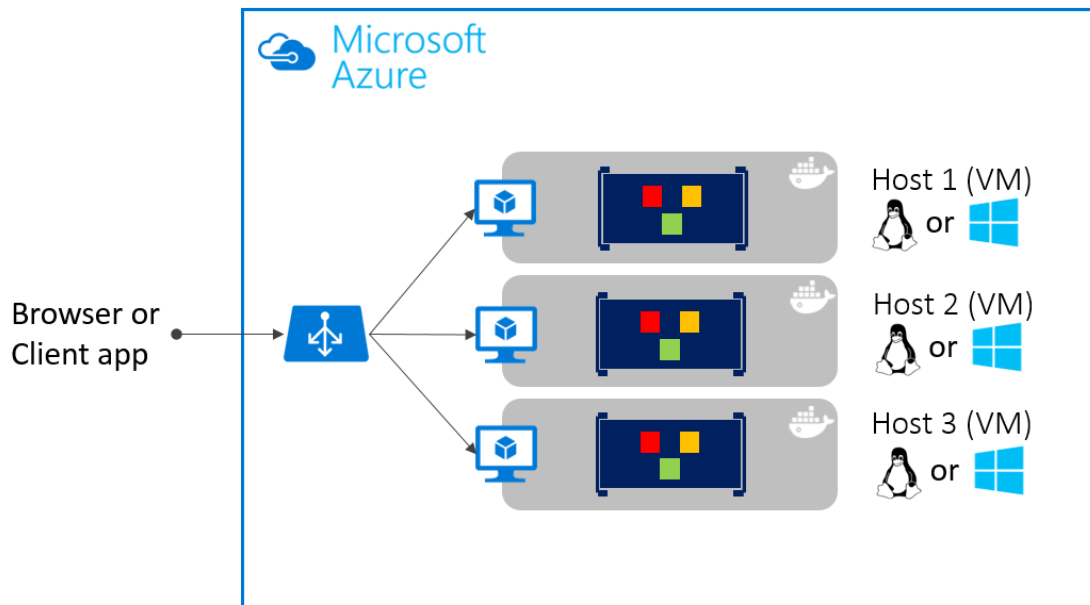 Microsoft
Azure
Host 1 (VM)
or
Browser or
Client app
Host 2 (VM)
or
Host 3 (VM)
or